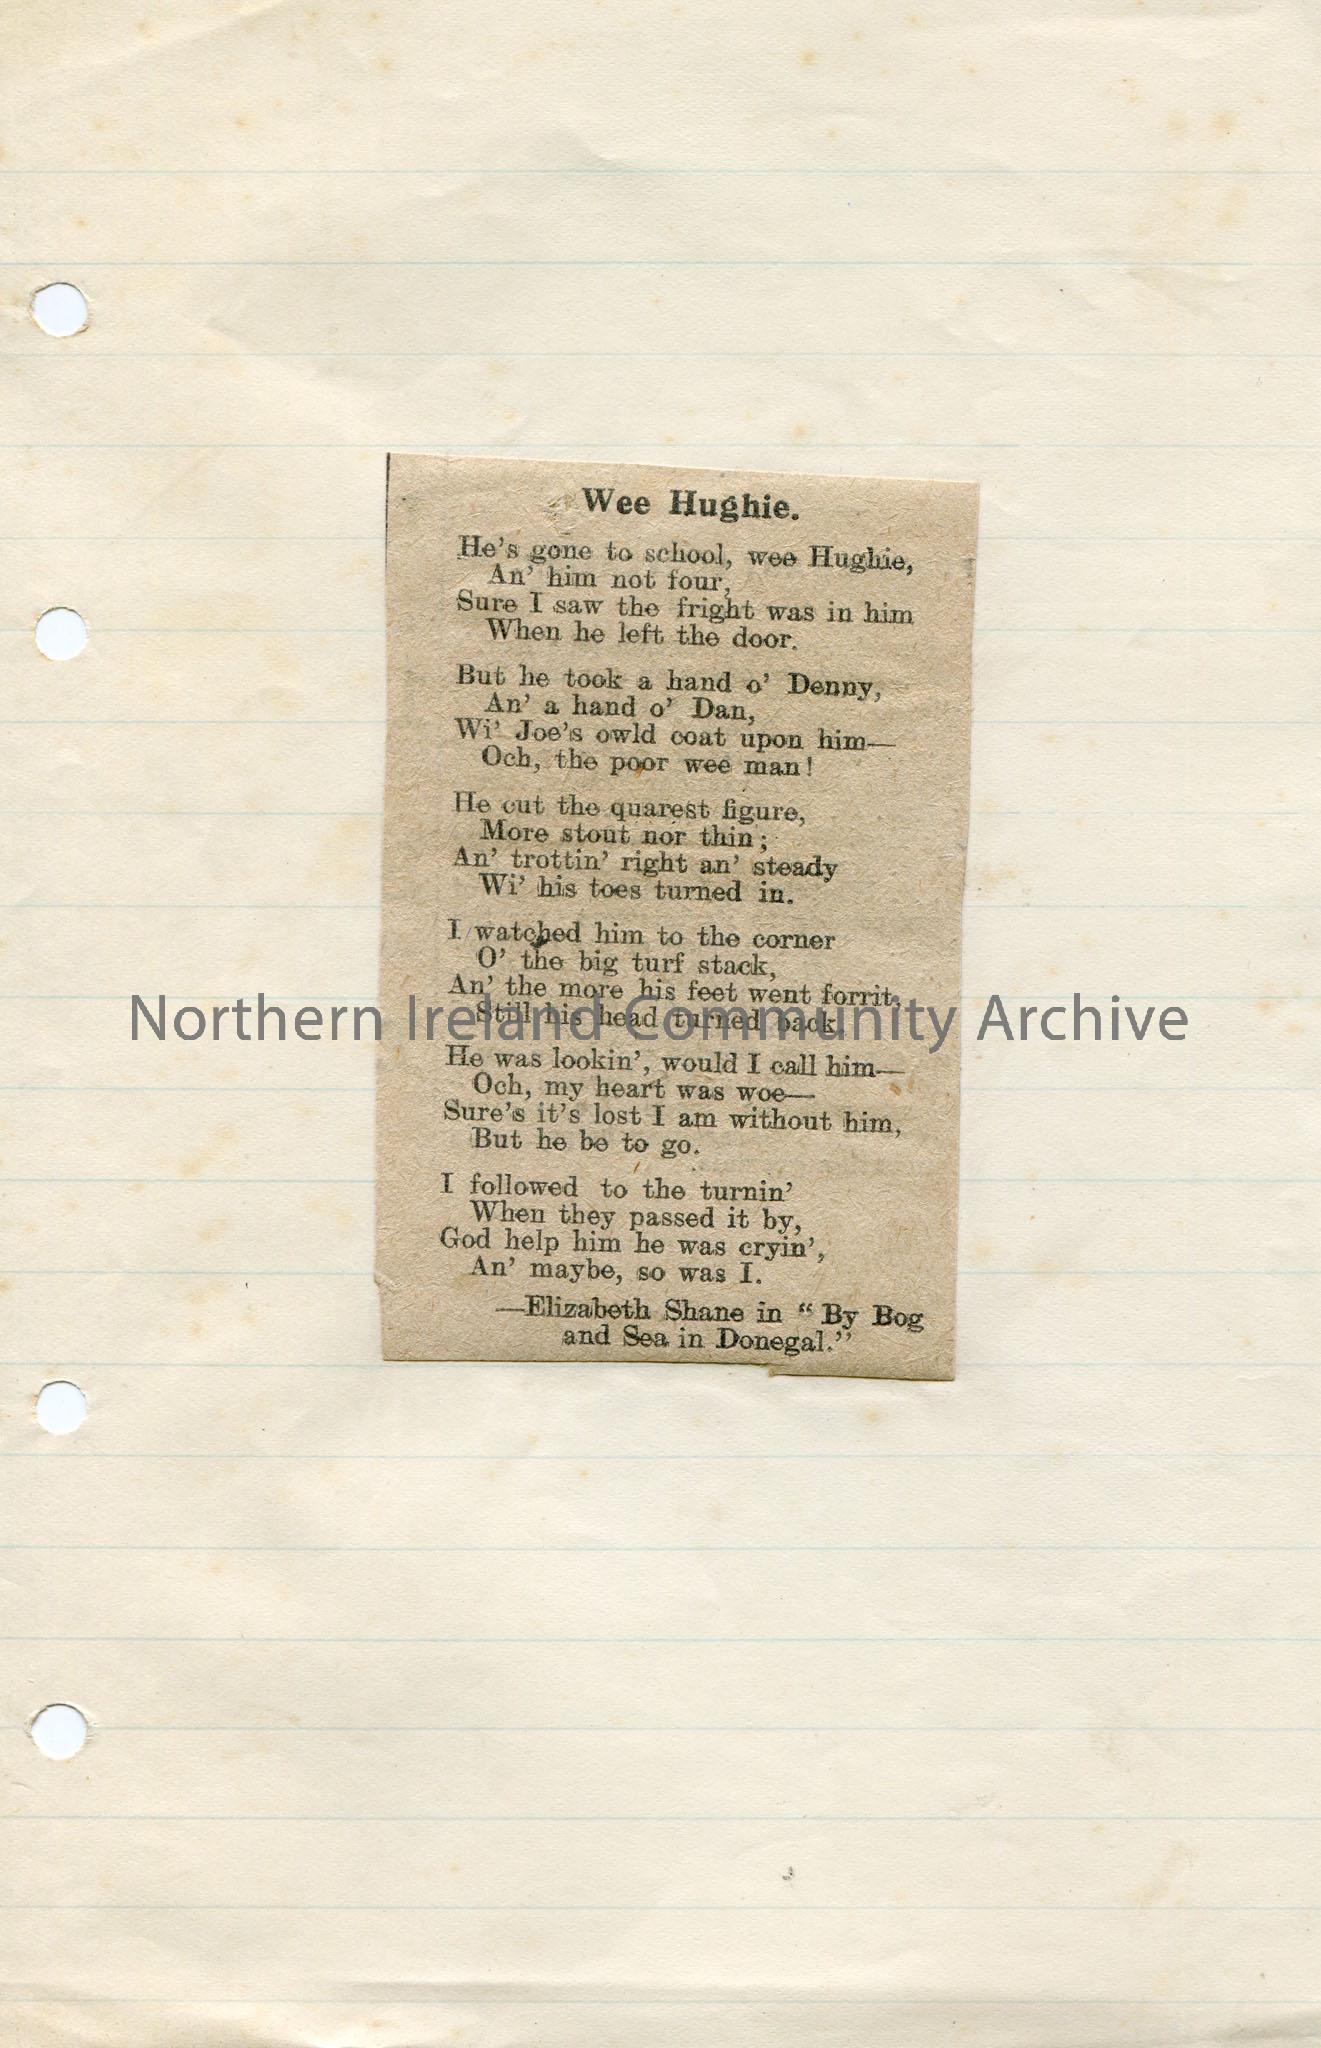 Wee Hughie.
He's gone to school, wee Hughie,
An' him not four,
Sure I saw the fright was in him
When he left the door.
But he took a hand o' Denny,
An' a hand o' Dan,
Wi' Joe's owld coat upon him—
Och, the poor wee man!
He cut the quarest figure,
More stout nor thin;
An' trottin' right an' steady
Wi' his toes turned in.
I watched him to the corner
O' the big turf stack,
An' the more his feet went forrit,
Still his head turned back.
Northern Ireland Community Archive
He was lookin', would I call him—
Och, my heart was woe—
Sure's it's lost I am without him,
But he be to go.
I followed to the turnin'
When they passed it by,
God help him he was cryin',
An' maybe, so was I.
—Elizabeth Shane in "By Bog
and Sea in Donegal."